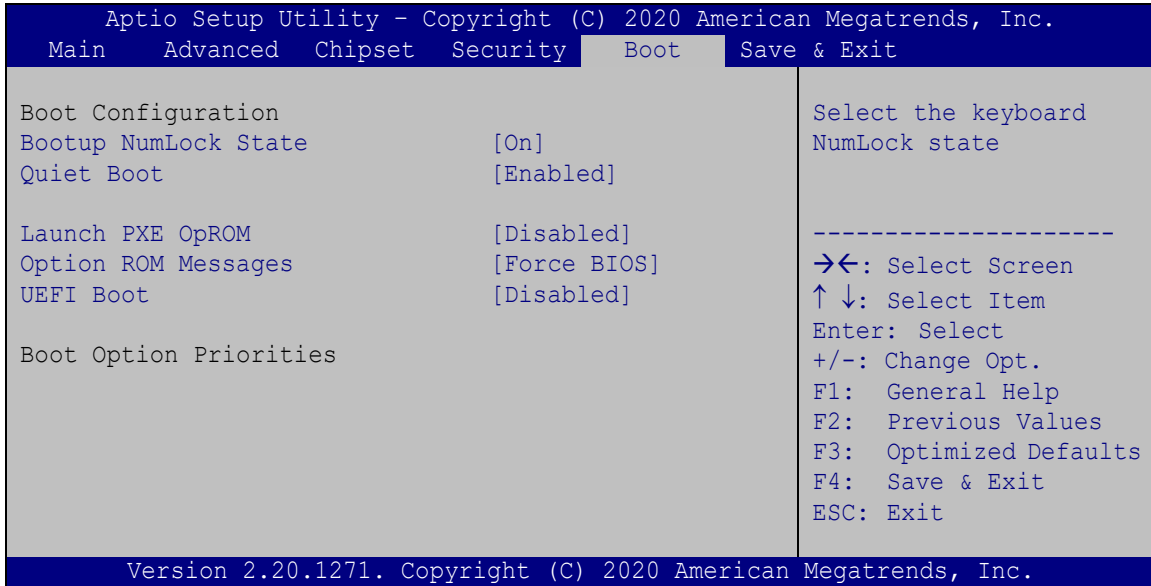 Aptio Setup Utility – Copyright (C) 2020 American Megatrends, Inc.
Main Advanced Chipset Security Boot Save & Exit
Boot Configuration
Bootup NumLock State [On]
Quiet Boot [Enabled]
Launch PXE OpROM [Disabled]
Option ROM Messages [Force BIOS]
UEFI Boot [Disabled]
Boot Option Priorities
Select the keyboard
NumLock state
---------------------
→←: Select Screen
↑ ↓: Select Item
Enter: Select
+/-: Change Opt.
F1: General Help
F2: Previous Values
F3: Optimized Defaults
F4: Save & Exit
ESC: Exit
Version 2.20.1271. Copyright (C) 2020 American Megatrends, Inc.